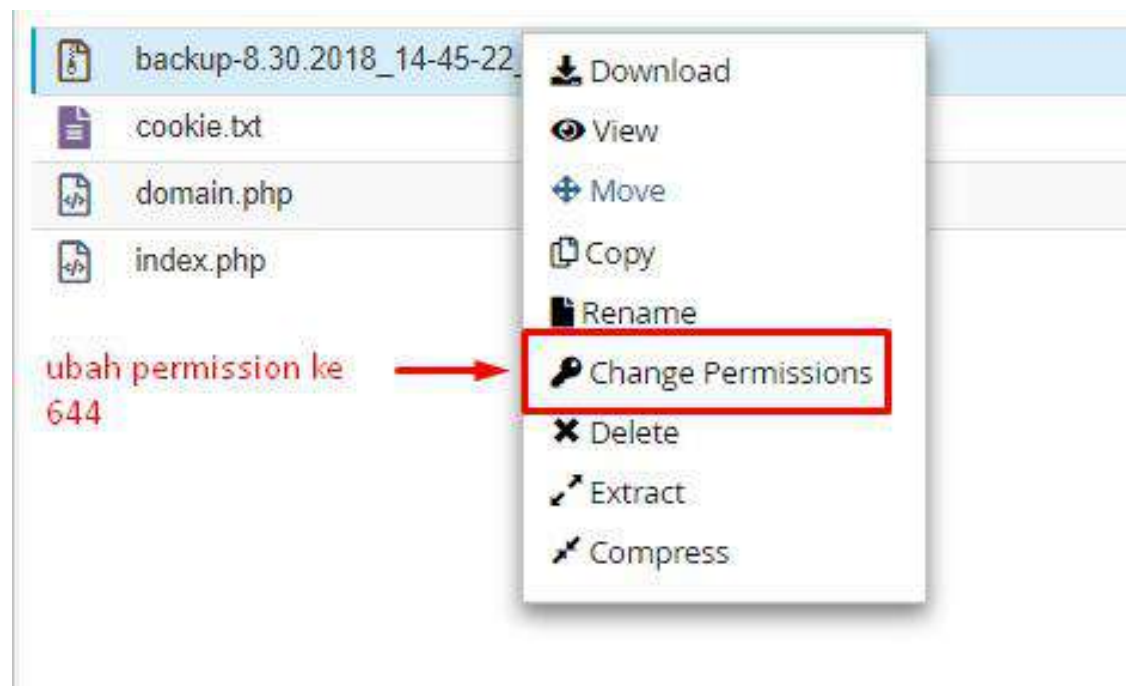 backup-8.30.2018_14-45-22_
cookie.txt
domain.php
index.php
Download
View
Move
Copy
Rename
Change Permissions
Delete
Extract
Compress
ubah permission ke
644